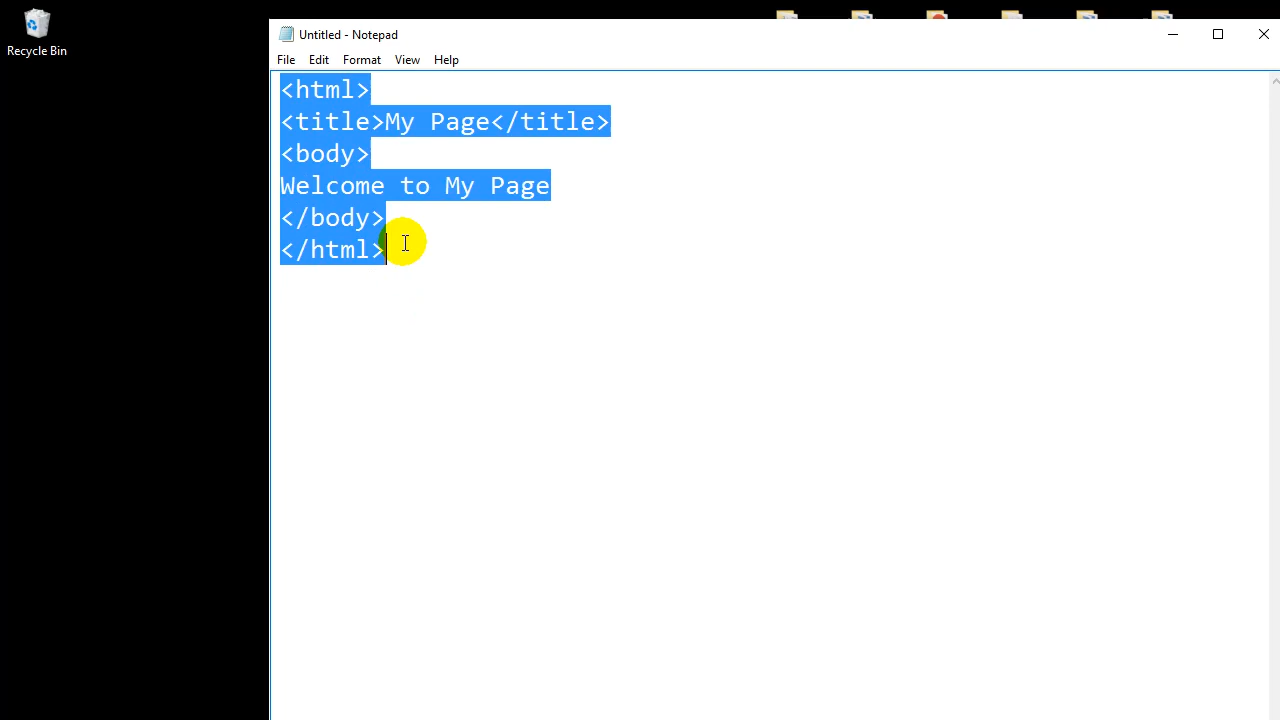 Recycle Bin
Untitled - Notepad
File Edit Format View Help
<html>
<title>My Page</title>
<body>
Welcome to My Page
</body>
</html>